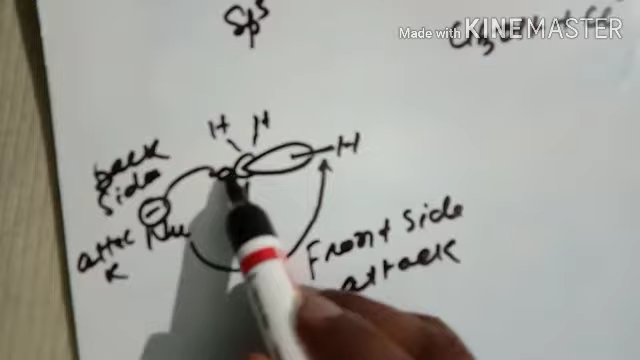 Made with KINEMASTER
Sp³
H H
H
back
side
attac
k
Nu
Front side
attack